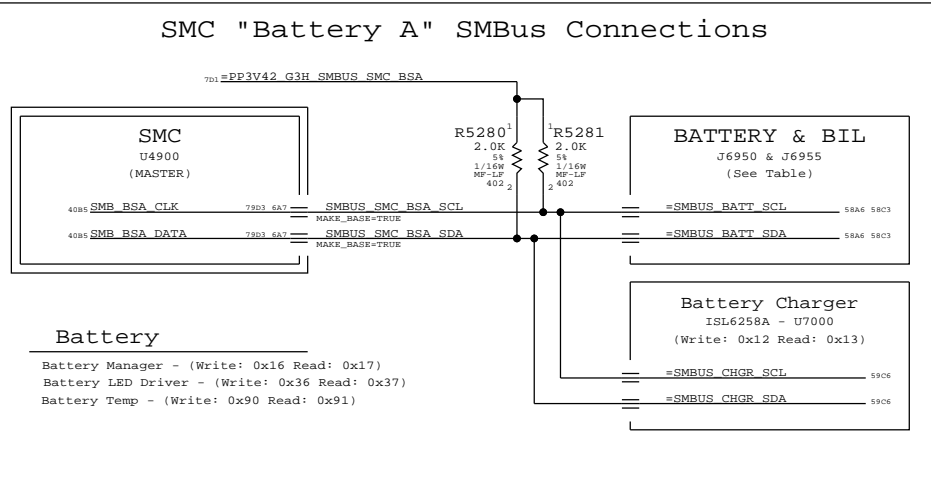 SMC "Battery A" SMBus Connections
7D1 =PP3V42_G3H_SMBUS_SMC_BSA
SMC
U4900
(MASTER)
R5280 1
2.0K
5%
1/16W
MF-LF
402 2
1 R5281
2.0K
5%
1/16W
MF-LF
2 402
BATTERY & BIL
J6950 & J6955
(See Table)
40B5 SMB_BSA_CLK 79D3 6A7 SMBUS_SMC_BSA_SCL =SMBUS_BATT_SCL 58A6 58C3
MAKE_BASE=TRUE
40B5 SMB_BSA_DATA 79D3 6A7 SMBUS_SMC_BSA_SDA =SMBUS_BATT_SDA 58A6 58C3
MAKE_BASE=TRUE
Battery Charger
ISL6258A - U7000
(Write: 0x12 Read: 0x13)
=SMBUS_CHGR_SCL 59C6
=SMBUS_CHGR_SDA 59C6
Battery
Battery Manager - (Write: 0x16 Read: 0x17)
Battery LED Driver - (Write: 0x36 Read: 0x37)
Battery Temp - (Write: 0x90 Read: 0x91)